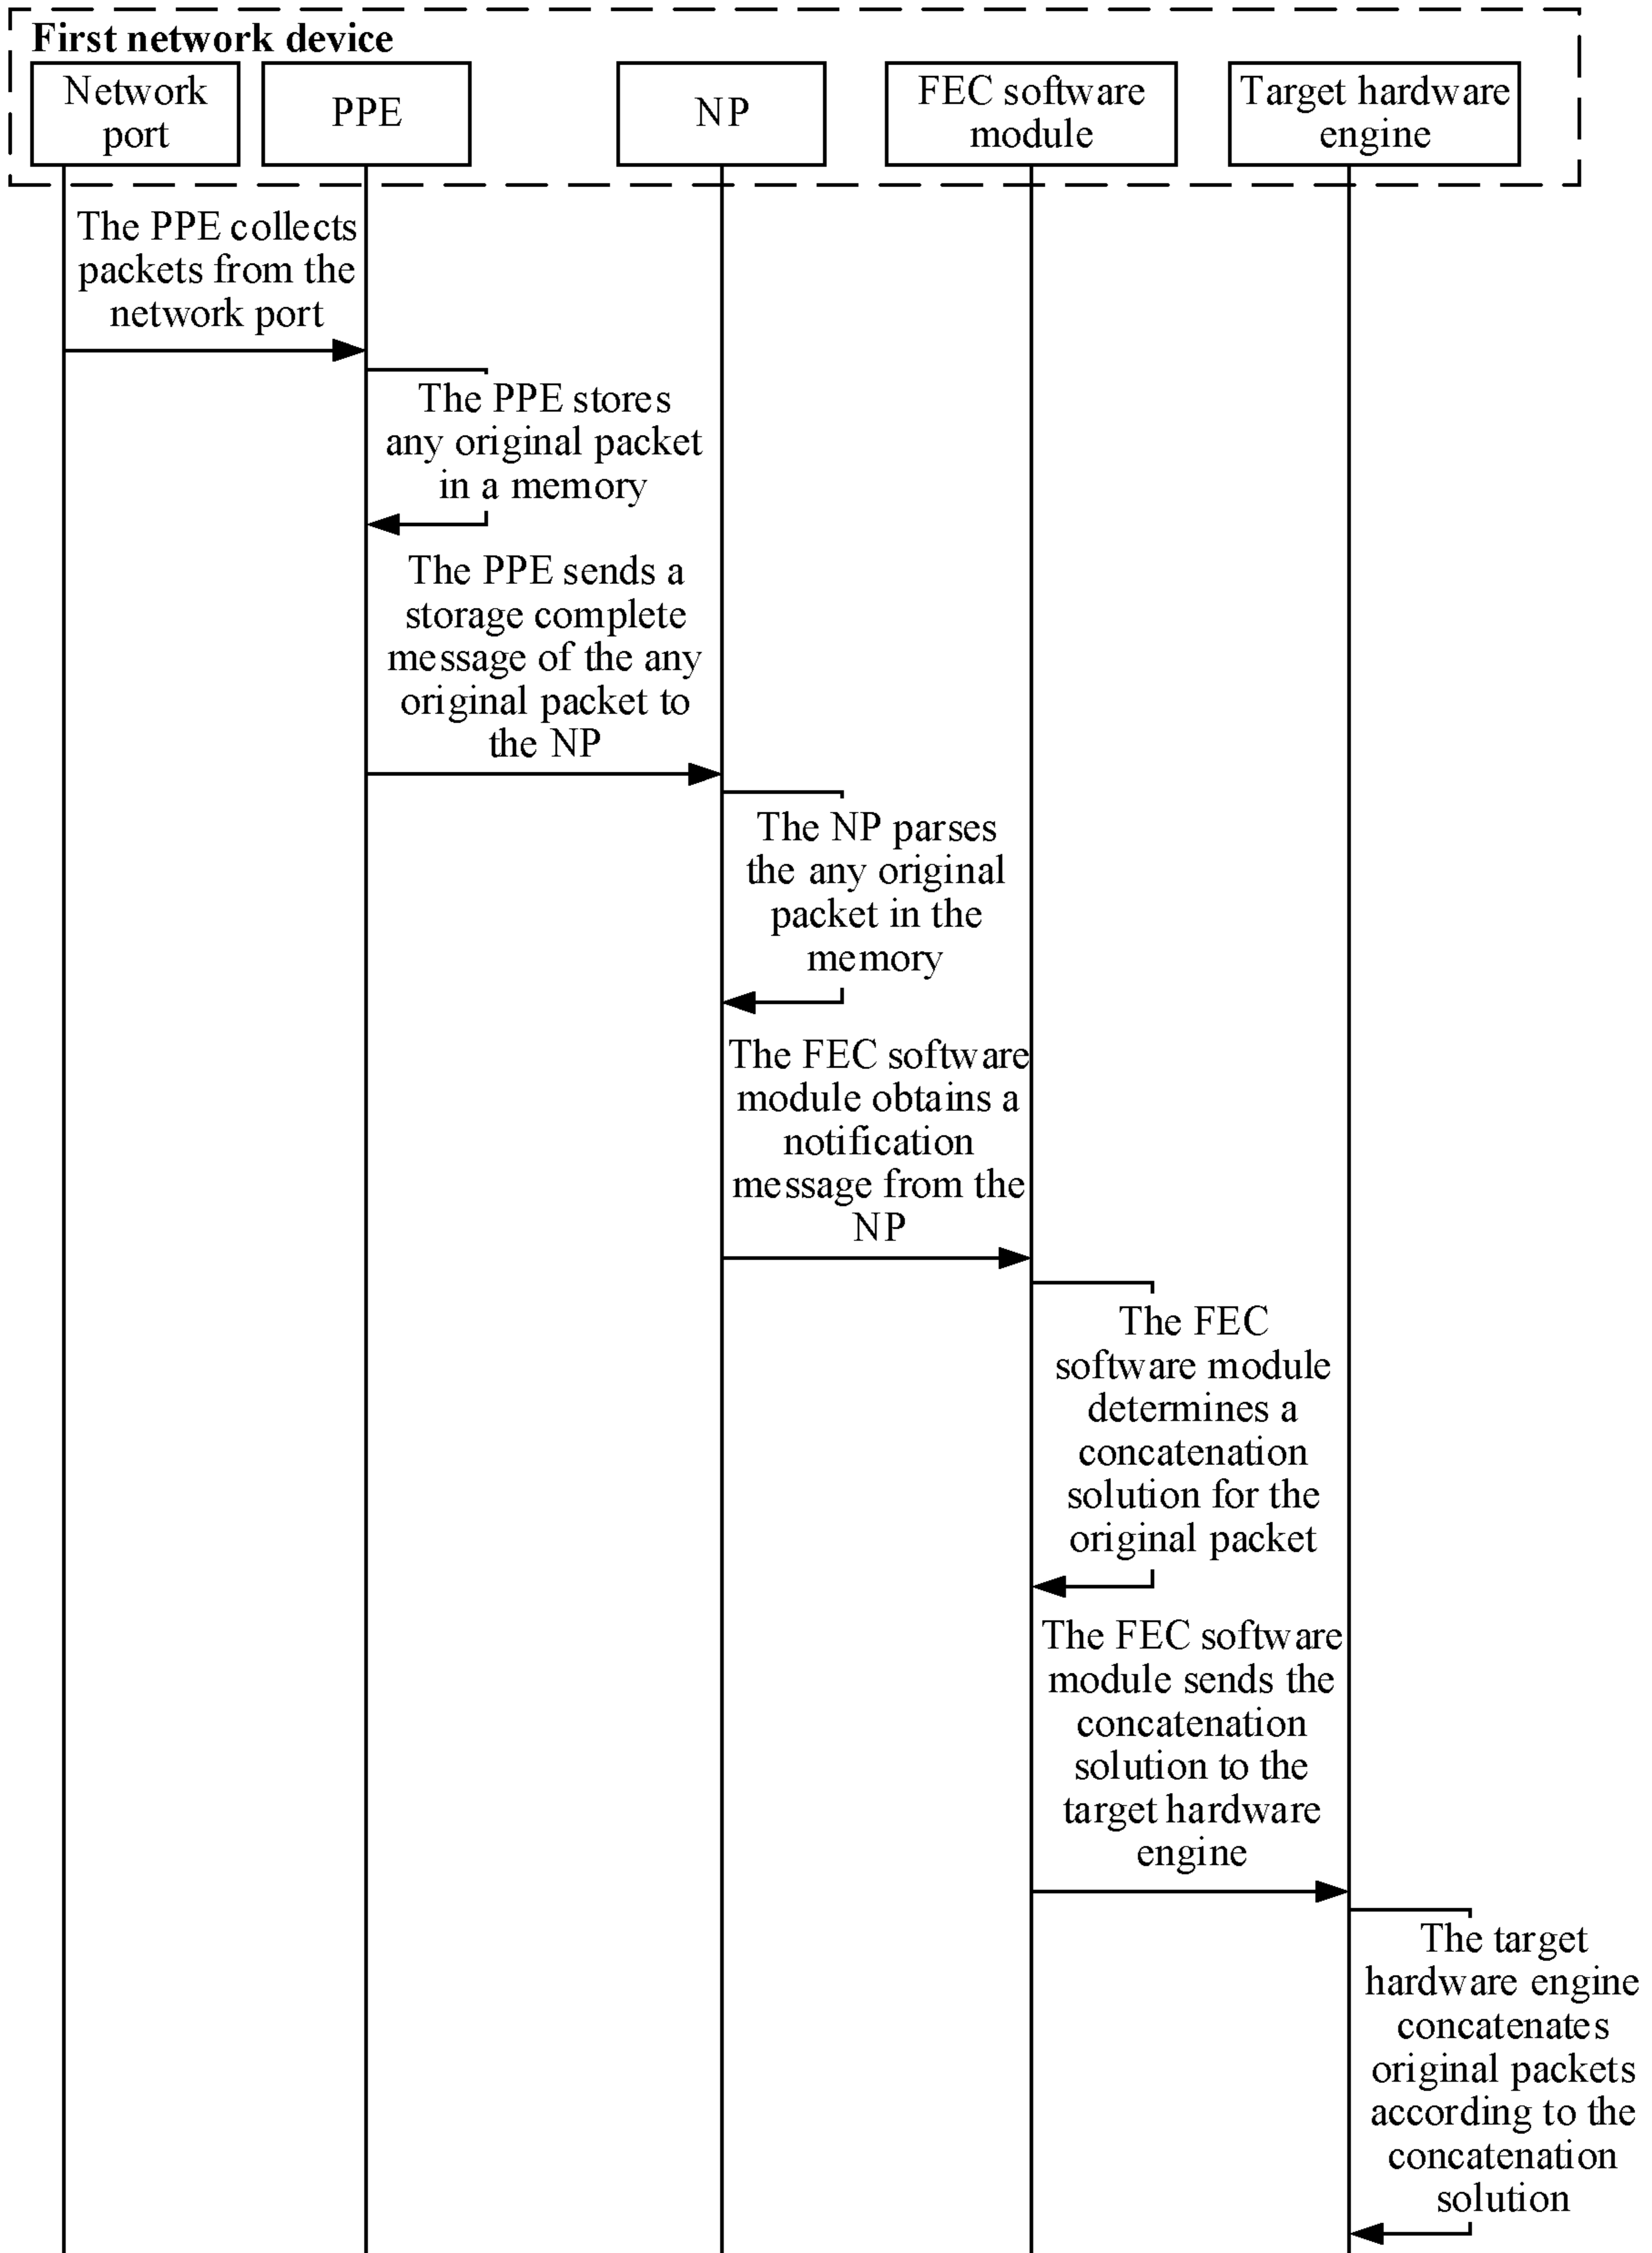 First network device
Network
port
PPE
NP
FEC software
module
Target hardware
engine
The PPE collects
packets from the
network port
The PPE stores
any original packet
in a memory
The PPE sends a
storage complete
message of the any
original packet to
the NP
The NP parses
the any original
packet in the
memory
The FEC software
module obtains a
notification
message from the
NP
The FEC
software module
determines a
concatenation
solution for the
original packet
The FEC software
module sends the
concatenation
solution to the
target hardware
engine
The target
hardware engine
concatenates
original packets
according to the
concatenation
solution